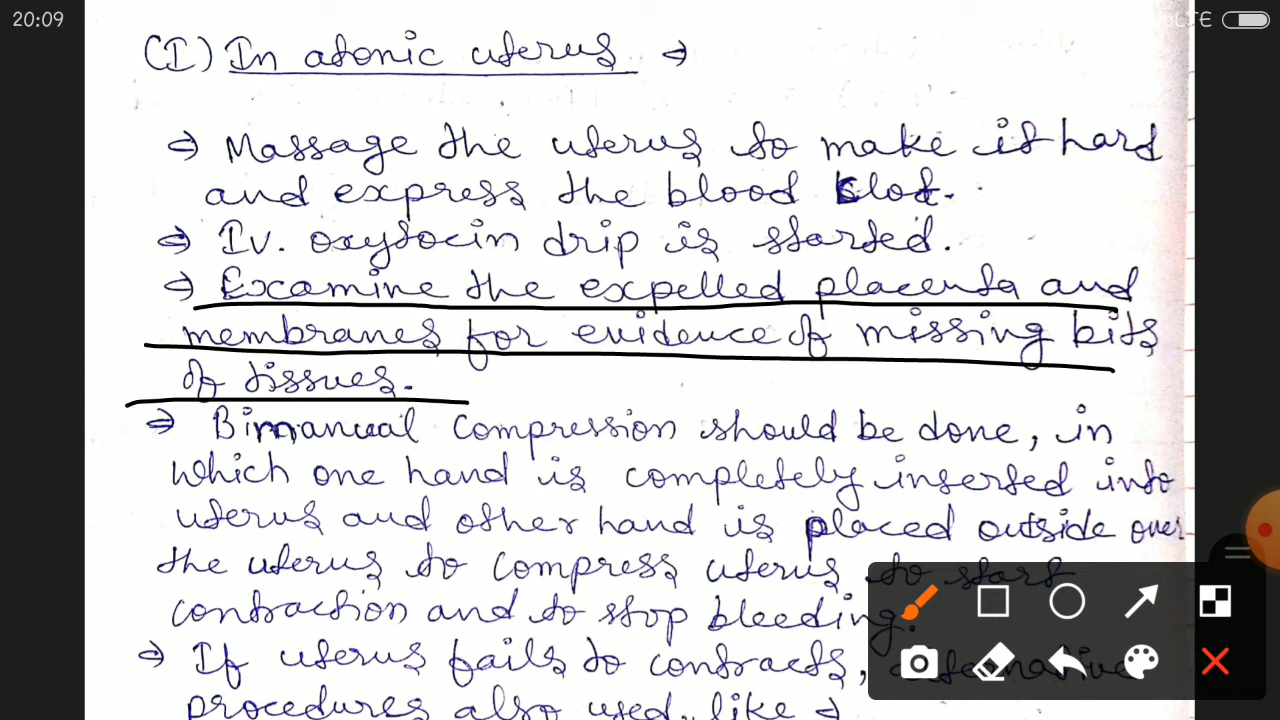 20:09
LTE
(I) In atonic uterus ⇒
⇒ Massage the uterus to make it hard
and express the blood clot.
⇒ Iv. oxytocin drip is started.
⇒ Examine the expelled placenta and
membranes for evidence of missing bits
of tissues.
⇒ Bimanual compression should be done, in
which one hand is completely inserted into
uterus and other hand is placed outside over
the uterus to compress uterus to start
contraction and to stop bleeding.
⇒ If uterus fails to contracts, alternative
procedures also used, like ⇒